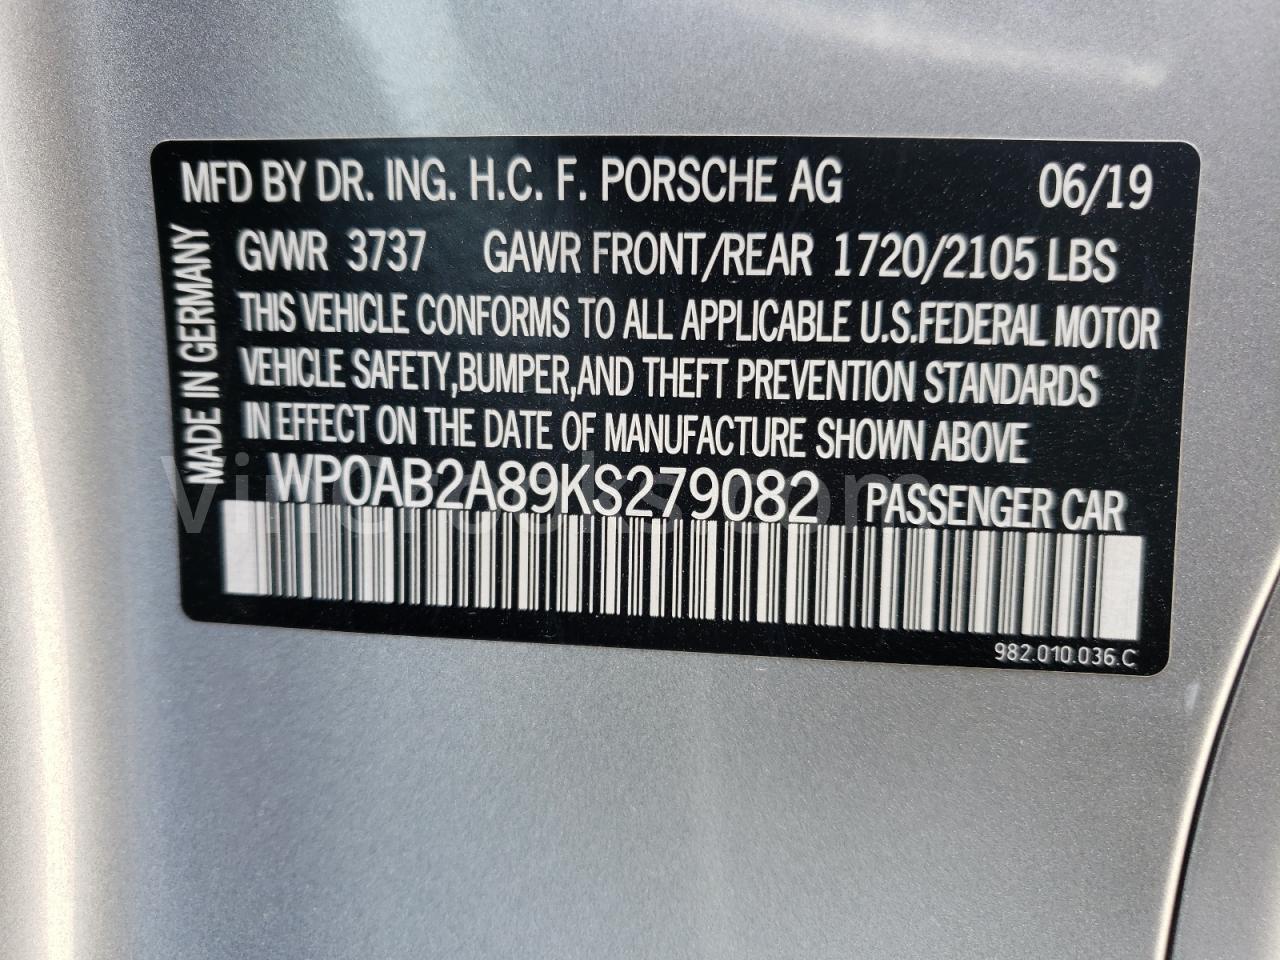 MFD BY DR. ING. H.C. F. PORSCHE AG 06/19
MADE IN GERMANY
GVWR 3737 GAWR FRONT/REAR 1720/2105 LBS
THIS VEHICLE CONFORMS TO ALL APPLICABLE U.S.FEDERAL MOTOR
VEHICLE SAFETY,BUMPER,AND THEFT PREVENTION STANDARDS
IN EFFECT ON THE DATE OF MANUFACTURE SHOWN ABOVE
WP0AB2A89KS279082 PASSENGER CAR
982.010.036.C